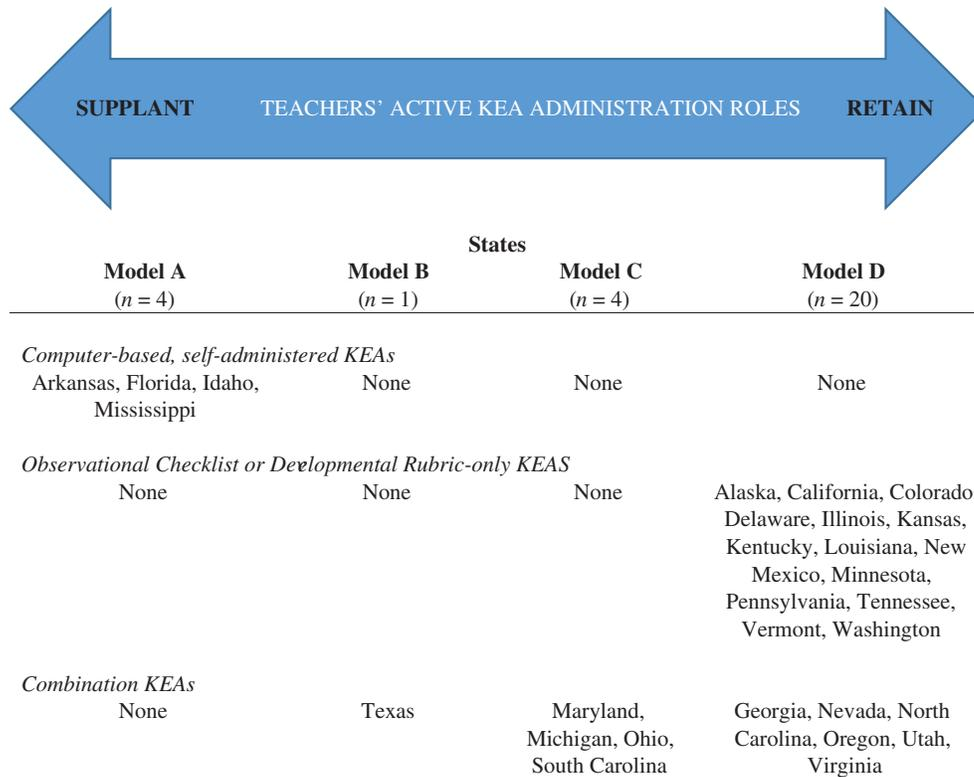 SUPPLANT TEACHERS’ ACTIVE KEA ADMINISTRATION ROLES RETAIN
States
Model A Model B Model C Model D
(n = 4) (n = 1) (n = 4) (n = 20)
Computer-based, self-administered KEAs
Arkansas, Florida, Idaho, None None None
Mississippi
Observational Checklist or Developmental Rubric-only KEAS
None None None Alaska, California, Colorado
Delaware, Illinois, Kansas,
Kentucky, Louisiana, New
Mexico, Minnesota,
Pennsylvania, Tennessee,
Vermont, Washington
Combination KEAs
None Texas Maryland, Georgia, Nevada, North
Michigan, Ohio, Carolina, Oregon, Utah,
South Carolina Virginia